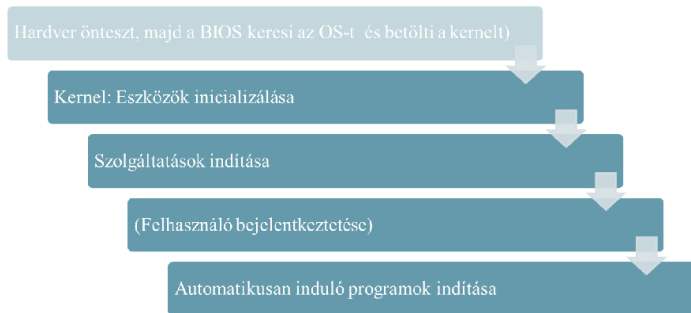 Hardver önteszt, majd a BIOS keresi az OS-t és betölti a kernelt)
Kernel: Eszközök inicializálása
Szolgáltatások indítása
(Felhasználó bejelentkeztetése)
Automatikusan induló programok indítása